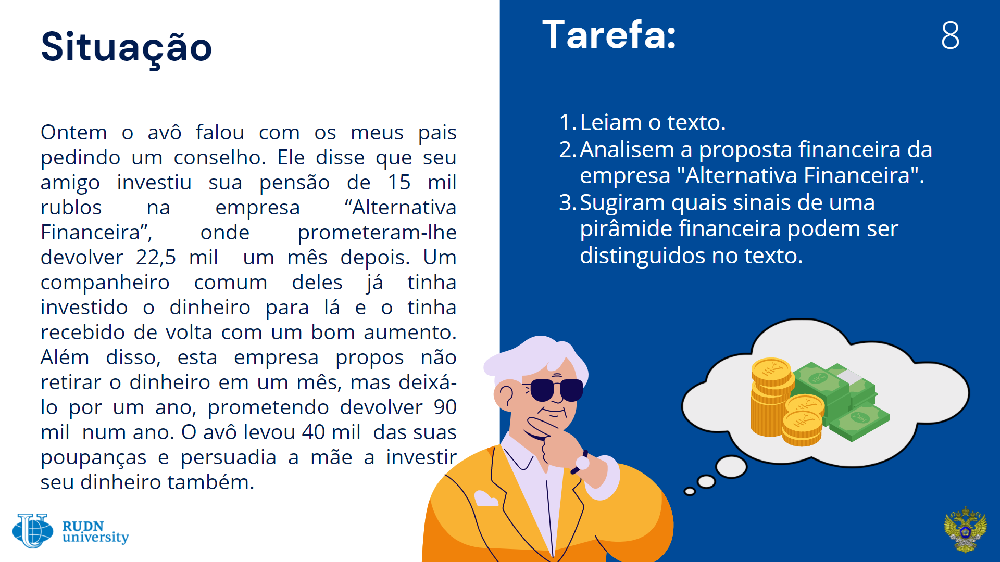 Situação
Ontem o avô falou com os meus pais
pedindo um conselho. Ele disse que seu
amigo investiu sua pensão de 15 mil
rublos na empresa “Alternativa
Financeira”, onde prometeram-lhe
devolver 22,5 mil um mês depois. Um
companheiro comum deles já tinha
investido o dinheiro para lá e o tinha
recebido de volta com um bom aumento.
Além disso, esta empresa propos não
retirar o dinheiro em um mês, mas deixá-
lo por um ano, prometendo devolver 90
mil num ano. O avô levou 40 mil das suas
poupanças e persuadia a mãe a investir
seu dinheiro também.
RUDN
university
Tarefa:
8
1. Leiam o texto.
2. Analisem a proposta financeira da
empresa "Alternativa Financeira".
3. Sugiram quais sinais de uma
pirâmide financeira podem ser
distinguidos no texto.